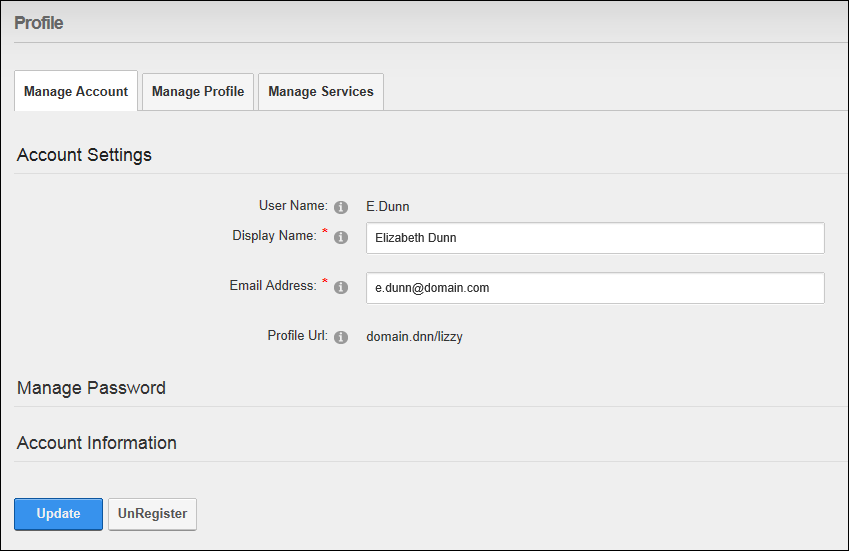 Profile
Manage Account Manage Profile Manage Services
Account Settings
User Name: E.Dunn
Display Name: * Elizabeth Dunn
Email Address: * e.dunn@domain.com
Profile Url: domain.dnn/lizzy
Manage Password
Account Information
Update UnRegister